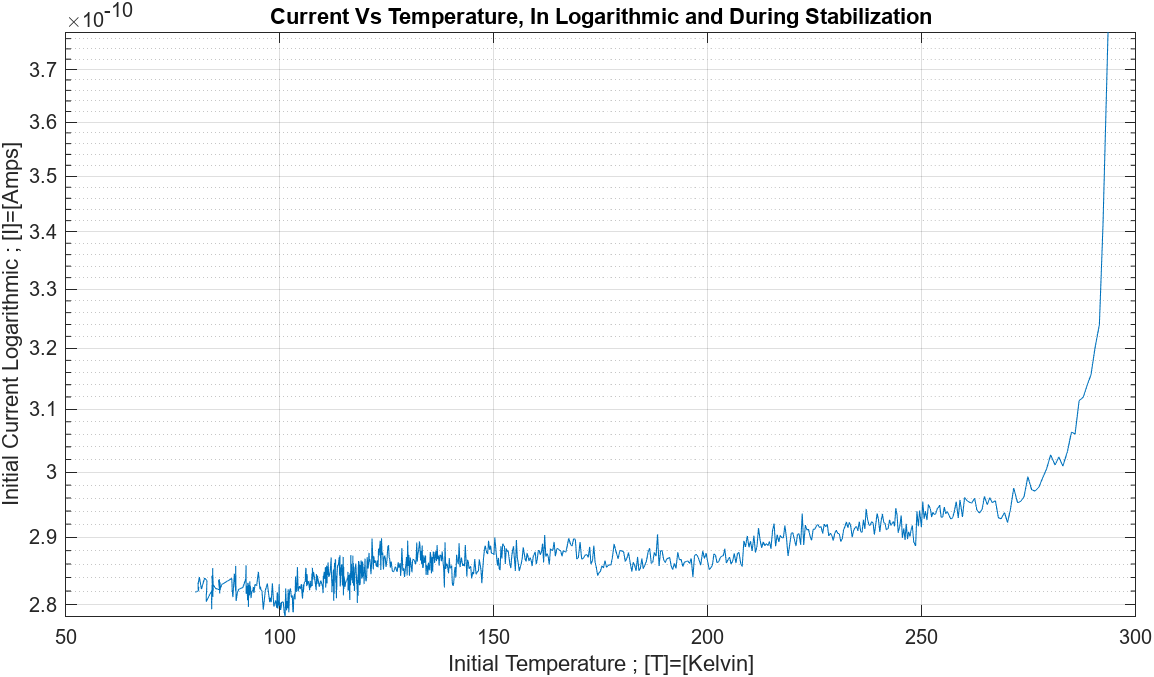 Current Vs Temperature, In Logarithmic and During Stabilization
×10-10
3.7
3.6
3.5
3.4
3.3
3.2
3.1
3
2.9
2.8
Initial Current Logarithmic ; [I]=[Amps]
50 100 150 200 250 300
Initial Temperature ; [T]=[Kelvin]